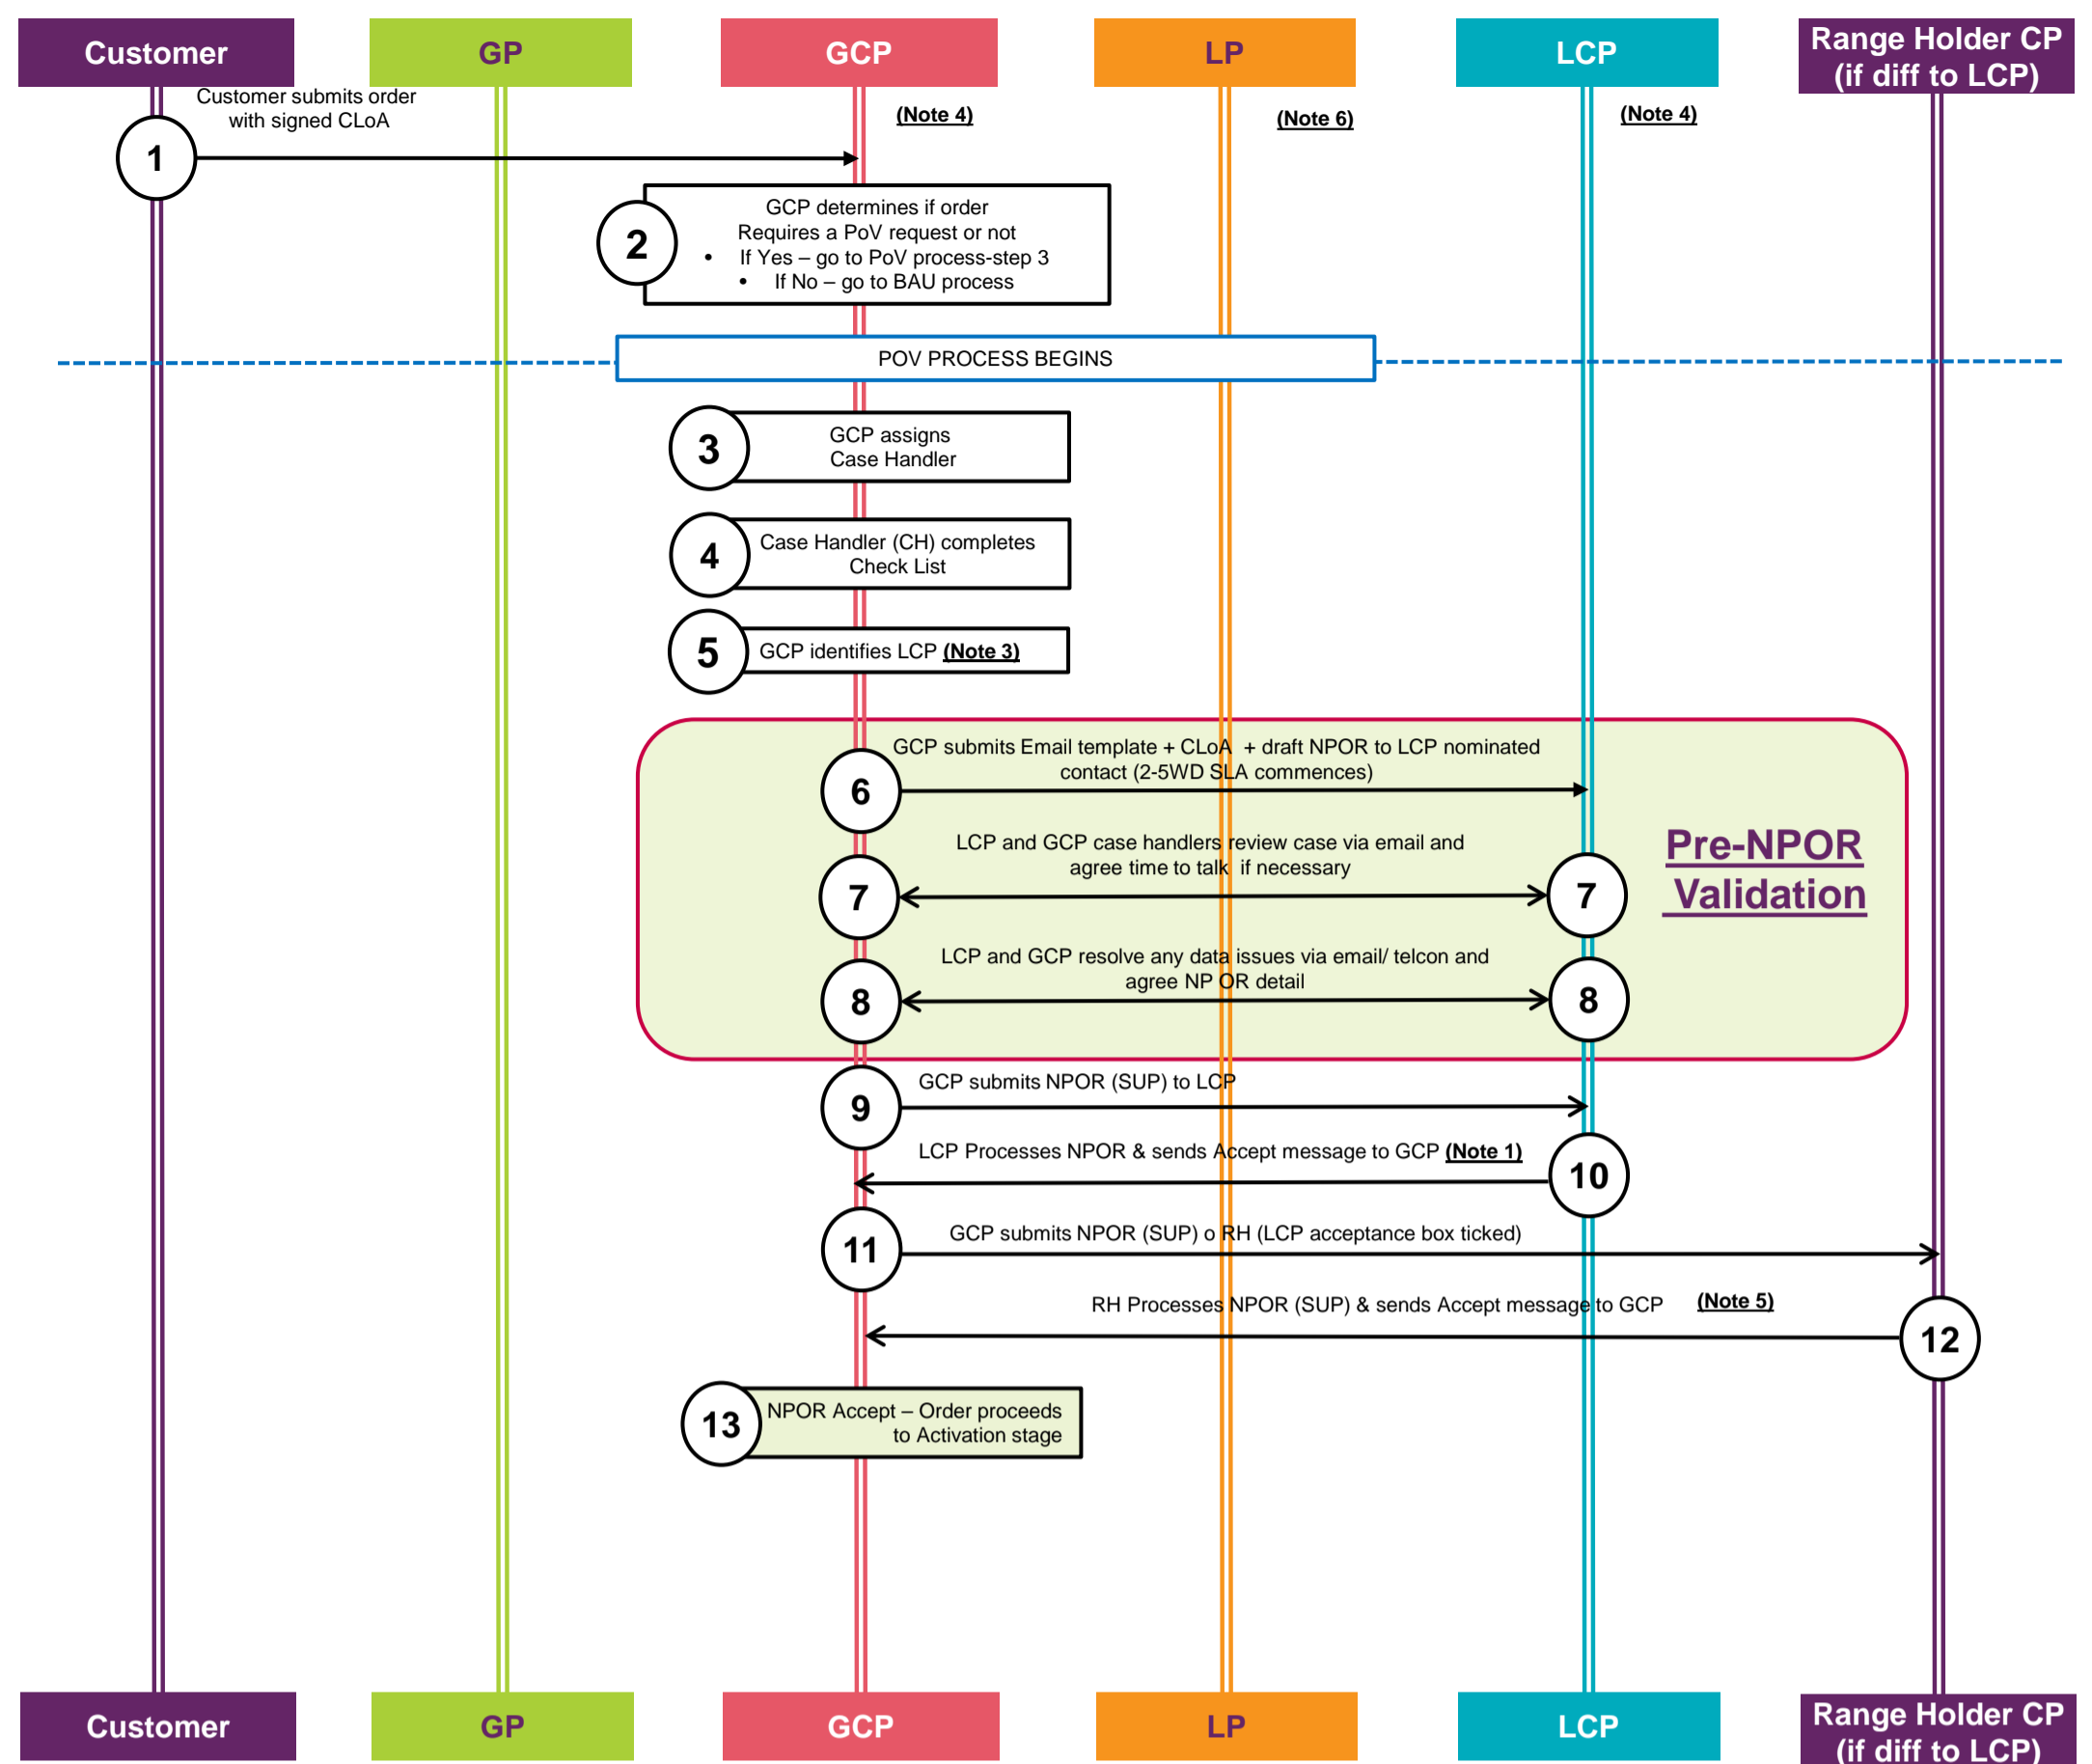 Customer
GP
GCP
LP
LCP
Range Holder CP
(if diff to LCP)
Customer submits order
with signed CLoA
(Note 4)
(Note 6)
(Note 4)
1
2
GCP determines if order
Requires a PoV request or not
• If Yes – go to PoV process-step 3
• If No – go to BAU process
POV PROCESS BEGINS
3
GCP assigns
Case Handler
4
Case Handler (CH) completes
Check List
5
GCP identifies LCP (Note 3)
GCP submits Email template + CLoA + draft NPOR to LCP nominated
contact (2-5WD SLA commences)
6
LCP and GCP case handlers review case via email and
agree time to talk if necessary
7
7
Pre-NPOR
Validation
LCP and GCP resolve any data issues via email/ telcon and
agree NP OR detail
8
8
GCP submits NPOR (SUP) to LCP
9
LCP Processes NPOR & sends Accept message to GCP (Note 1)
10
GCP submits NPOR (SUP) o RH (LCP acceptance box ticked)
11
RH Processes NPOR (SUP) & sends Accept message to GCP (Note 5)
12
13
NPOR Accept – Order proceeds
to Activation stage
Customer
GP
GCP
LP
LCP
Range Holder CP
(if diff to LCP)